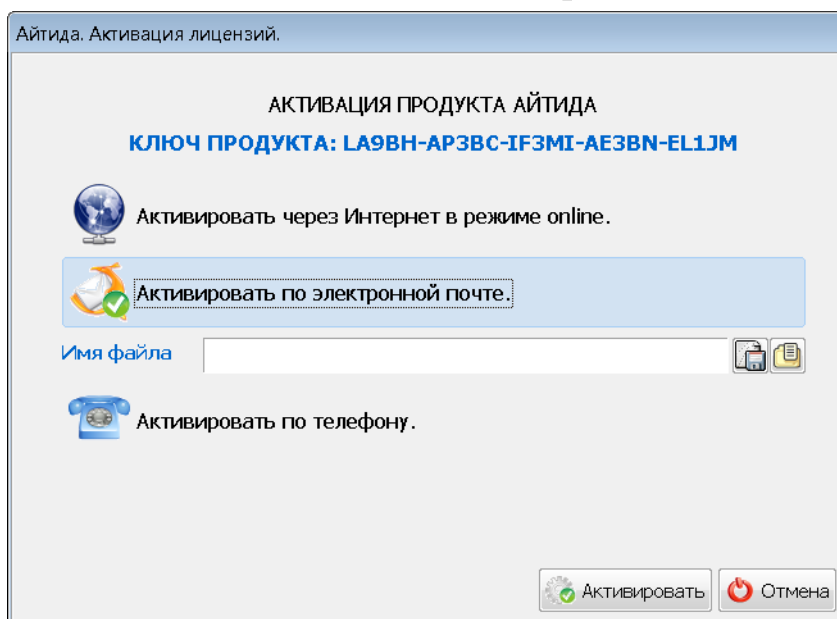 Айтида. Активация лицензий.
АКТИВАЦИЯ ПРОДУКТА АЙТИДА
КЛЮЧ ПРОДУКТА: LA9BH-AP3BC-IF3MI-AE3BN-EL1JM
Активировать через Интернет в режиме online.
Активировать по электронной почте.
Имя файла
Активировать по телефону.
Активировать
Отмена